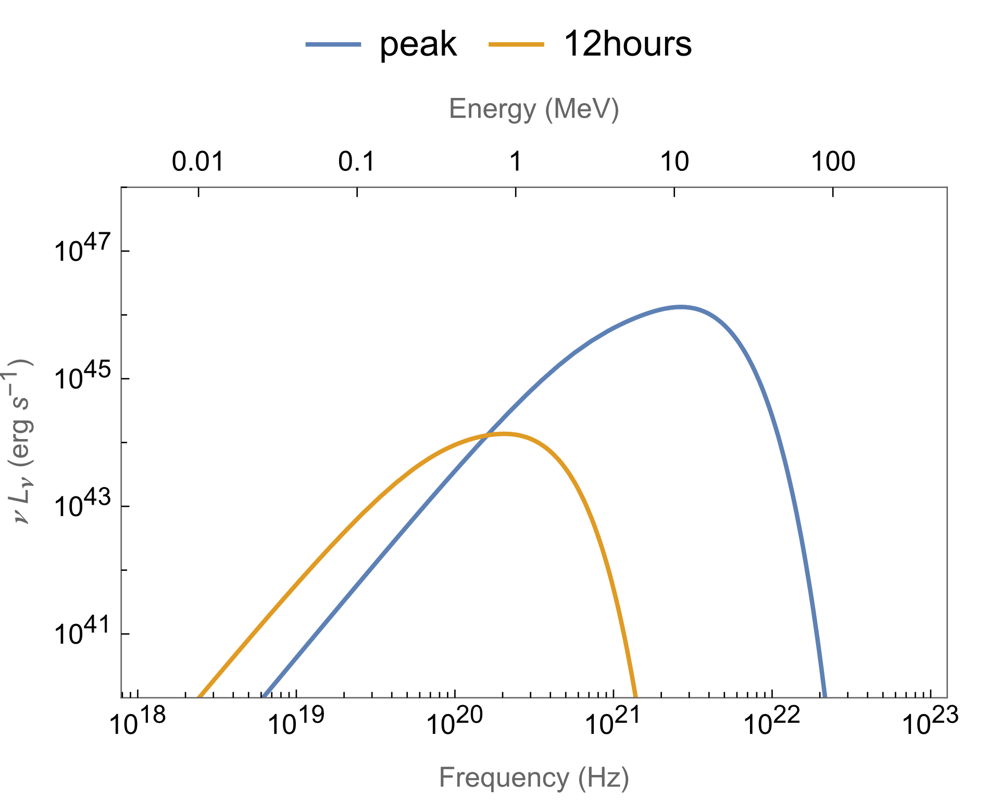 peak 12hours
Energy (MeV)
0.01 0.1 1 10 100
10^47
10^45
10^43
10^41
ν L_ν (erg s^−1)
10^18 10^19 10^20 10^21 10^22 10^23
Frequency (Hz)